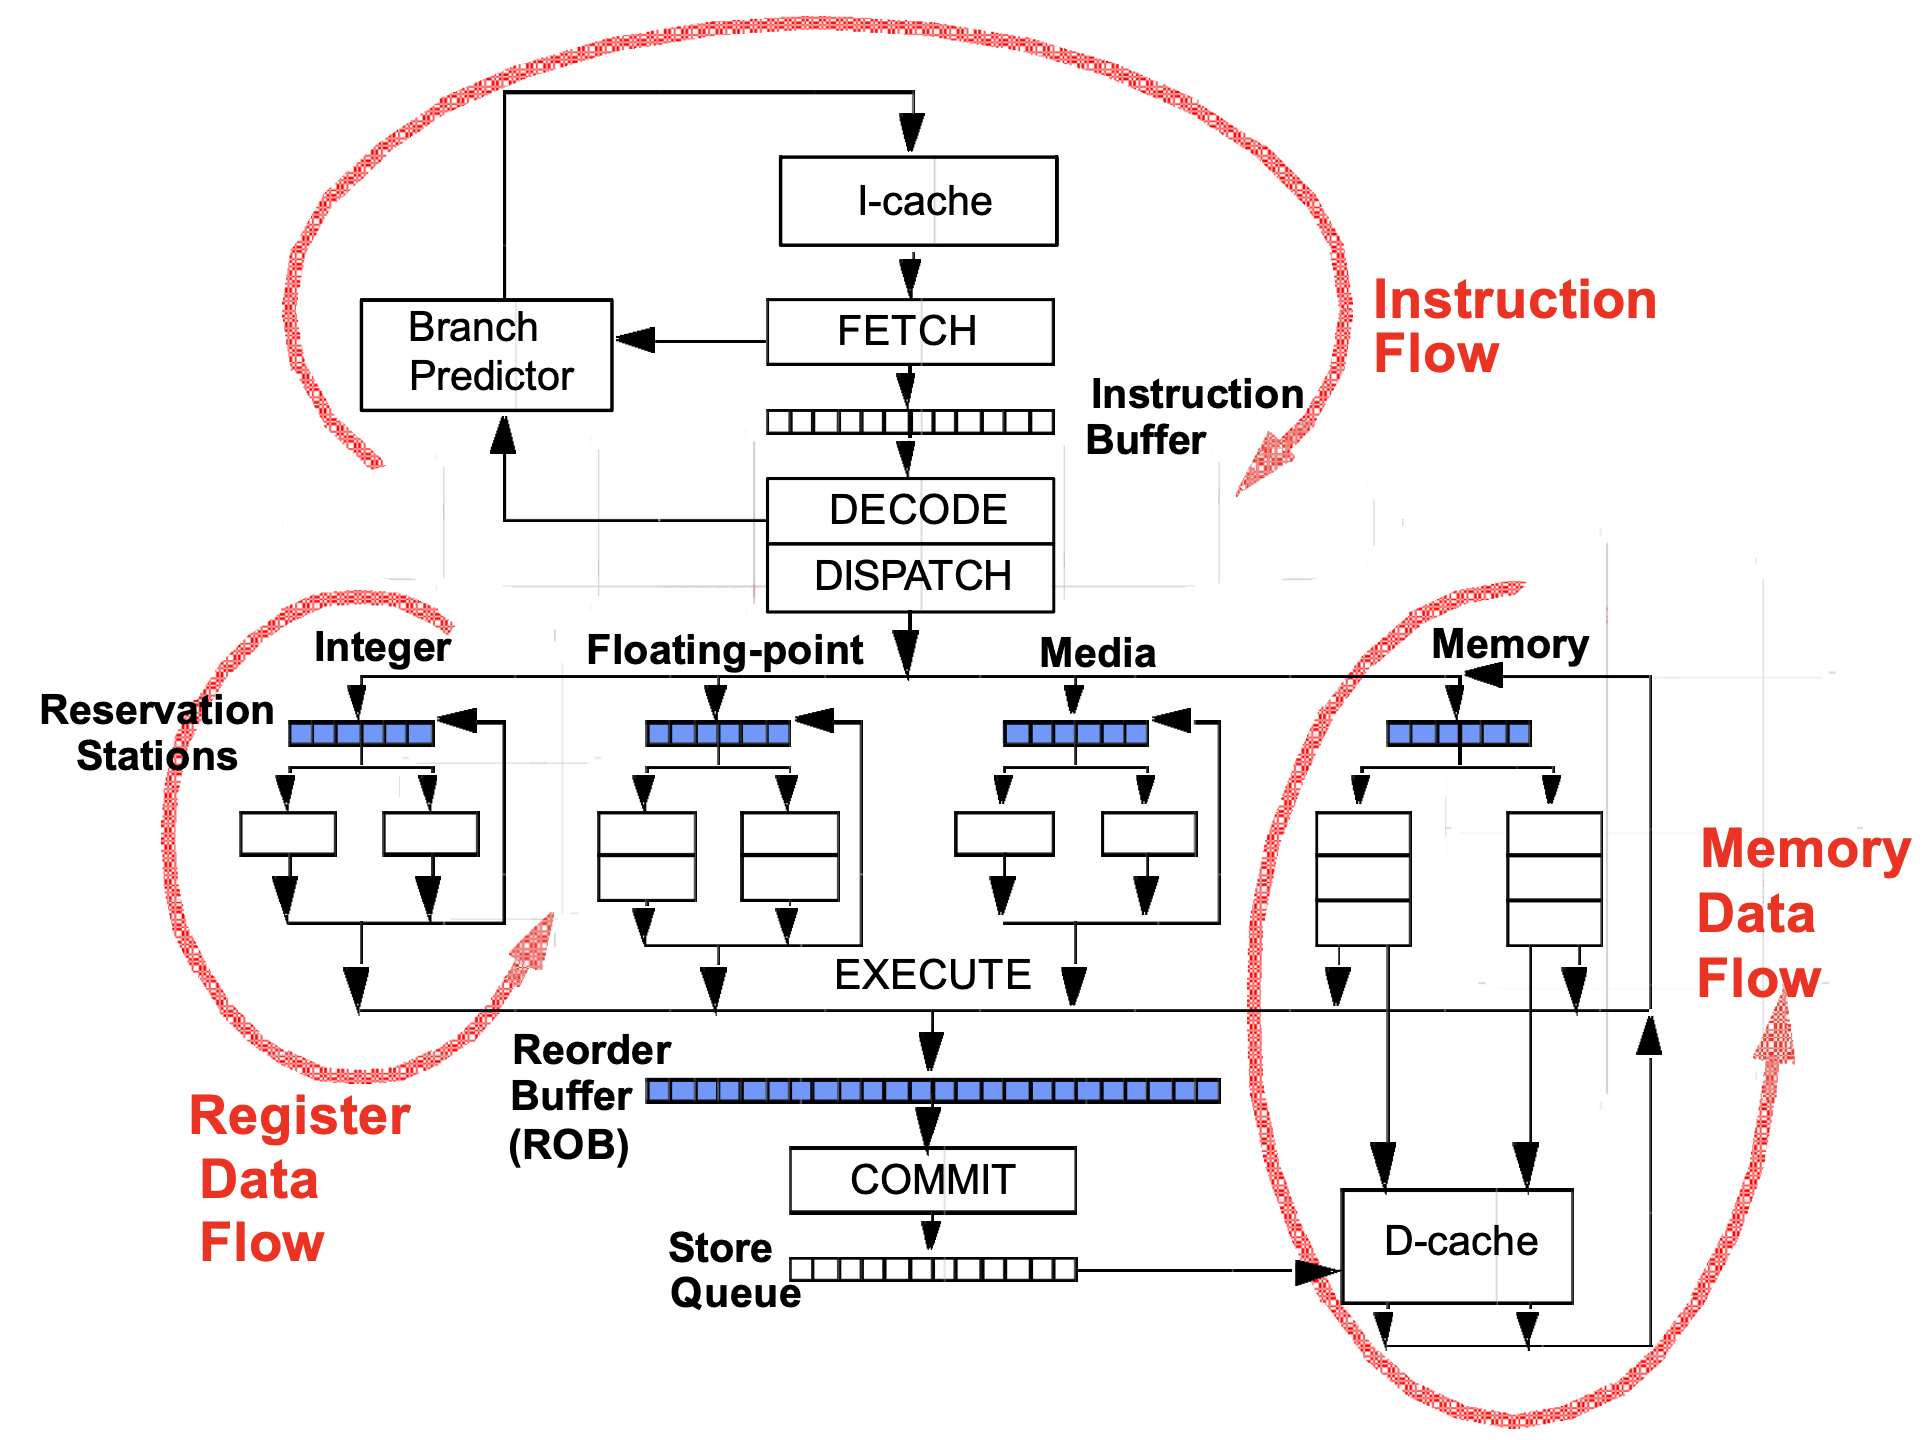 I-cache
Branch
Predictor
FETCH
Instruction
Flow
Instruction
Buffer
DECODE
DISPATCH
Integer
Floating-point
Media
Memory
Reservation
Stations
Memory
Data
Flow
EXECUTE
Reorder
Buffer
(ROB)
Register
Data
Flow
COMMIT
Store
Queue
D-cache